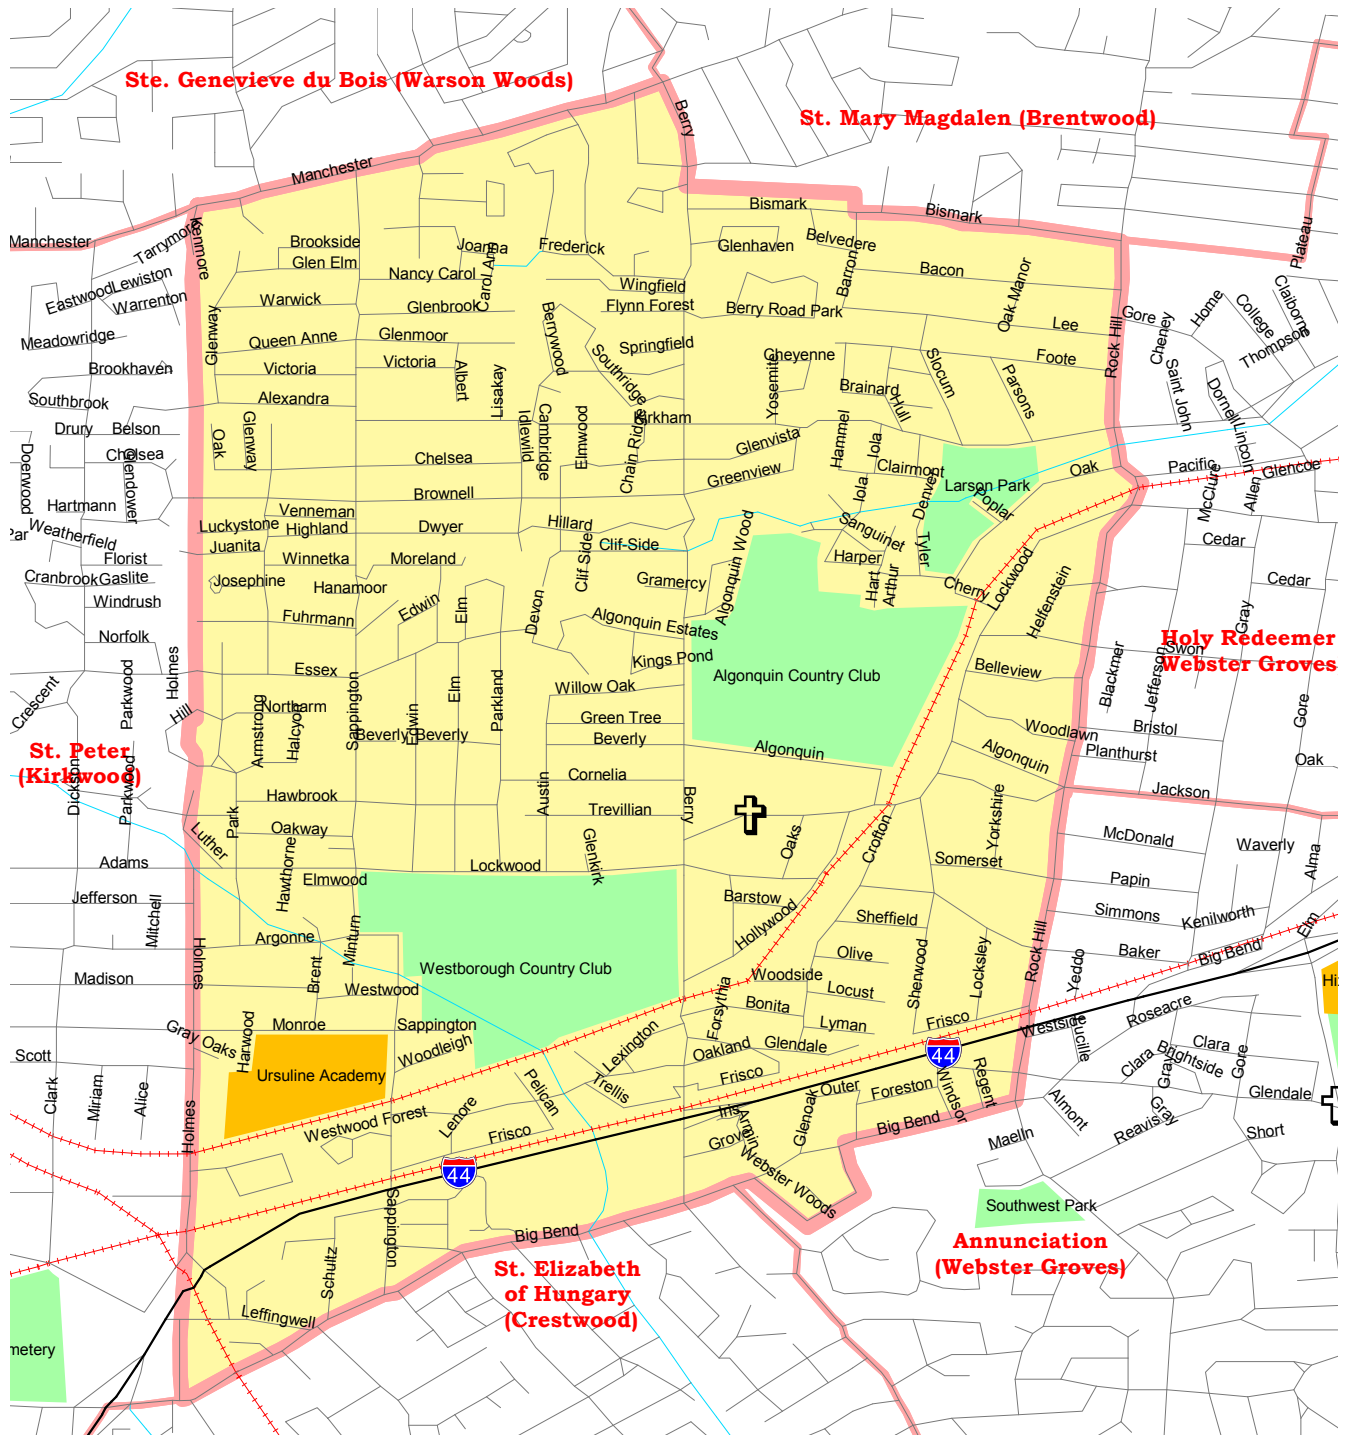 Ste. Genevieve du Bois (Warson Woods)
St. Mary Magdalen (Brentwood)
Berry
Manchester
Bismark
Bismark
Manchester
Tarrymore
Kenmore
Plateau
Brookside
Glen Elm
Joanna
Frederick
Glenhaven
Belvedere
Nancy Carol
Carol Ann
Barron
Bacon
Eastwood
Lewiston
Warrenton
Warwick
Glenbrook
Wingfield
Flynn Forest
Berry Road Park
Oak Manor
Lee
Gore
Home
College
Claiborne
Thompson
Cheney
Meadowridge
Glenway
Queen Anne
Glenmoor
Berrywood
Springfield
Southridge
Cheyenne
Yosemite
Slocum
Foote
Rock Hill
Brookhaven
Victoria
Victoria
Albert
Lisakay
Brainard
Hull
Parsons
Saint John
Dornell
Southbrook
Alexandra
Kirkham
Drury
Belson
Oak
Glenway
Idlewild
Cambridge
Elmwood
Chain Ridge
Glenvista
Hammel
Iola
Lincoln
Chelsea
Doerwood
Glendower
Chelsea
Greenview
Clairmont
Oak
Pacific
Glencoe
Larson Park
Iola
Denver
Poplar
McClure
Allen
Hartmann
Brownell
Venneman
Luckystone
Highland
Dwyer
Hillard
Weatherfield
Par
Juanita
Clif-Side
Clif Side
Algonquin Wood
Sanguinet
Tyler
Cedar
Florist
Winnetka
Moreland
Harper
Cranbrook
Gaslite
Josephine
Hanamoor
Gramercy
Hart
Arthur
Cherry
Lockwood
Helfenstein
Cedar
Windrush
Edwin
Elm
Devon
Fuhrmann
Algonquin Estates
Gray
Norfolk
Kings Pond
Swon
Holy Redeemer
Webster Groves
Essex
Holmes
Algonquin Country Club
Belleview
Blackmer
Jefferson
Crescent
Parkwood
Hill
Armstrong
Northarm
Halcyon
Sappington
Edwin
Elm
Parkland
Willow Oak
Green Tree
Beverly
Beverly
Beverly
Algonquin
Woodlawn
Algonquin
Bristol
Planthurst
Gore
Oak
St. Peter
(Kirkwood)
Dickson
Parkwood
Cornelia
Austin
Jackson
Hawbrook
Park
Trevillian
Berry
Yorkshire
Luther
Oakway
Glenkirk
Oaks
Crofton
McDonald
Waverly
Alma
Adams
Hawthorne
Elmwood
Lockwood
Somerset
Papin
Jefferson
Mitchell
Barstow
Hollywood
Sheffield
Simmons
Kenilworth
Elm
Argonne
Minturn
Brent
Holmes
Westborough Country Club
Olive
Sherwood
Locksley
Rock Hill
Baker
Big Bend
Madison
Westwood
Woodside
Forsythia
Locust
Yeddo
Bonita
Hi
Gray Oaks
Harwood
Monroe
Sappington
Woodleigh
Lexington
Lyman
Frisco
Westside
Lucille
Roseacre
Oakland
Glendale
44
Clara
Clara
Brightside
Gore
Gray
Scott
Ursuline Academy
Pelican
Trellis
Frisco
Outer
Foreston
Windsor
Regent
Glendale
Clark
Miriam
Alice
Holmes
Westwood Forest
Lenore
Frisco
Iris
Armin
Grove
Glenoak
Big Bend
Almont
Gray
Reavis
Maelin
Short
44
Webster Woods
Sappington
Southwest Park
Big Bend
Annunciation
(Webster Groves)
St. Elizabeth
of Hungary
(Crestwood)
Schultz
Leffingwell
metery